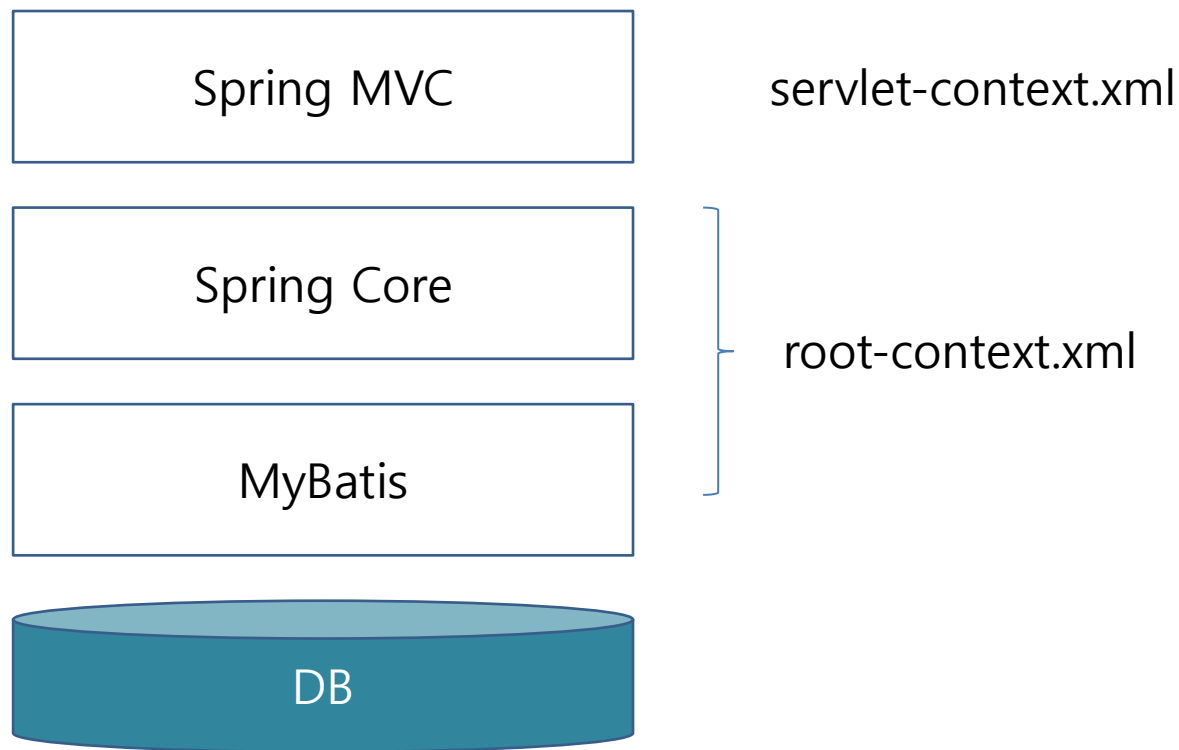 Spring MVC
servlet-context.xml
Spring Core
root-context.xml
MyBatis
DB